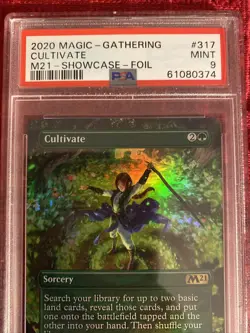 2020 MAGIC-GATHERING #317
CULTIVATE MINT
M21-SHOWCASE-FOIL 9
PSA 61080374
Cultivate 2
Sorcery M21
Search your library for up to two basic
land cards, reveal those cards, and put
one onto the battlefield tapped and the
other into your hand. Then shuffle your